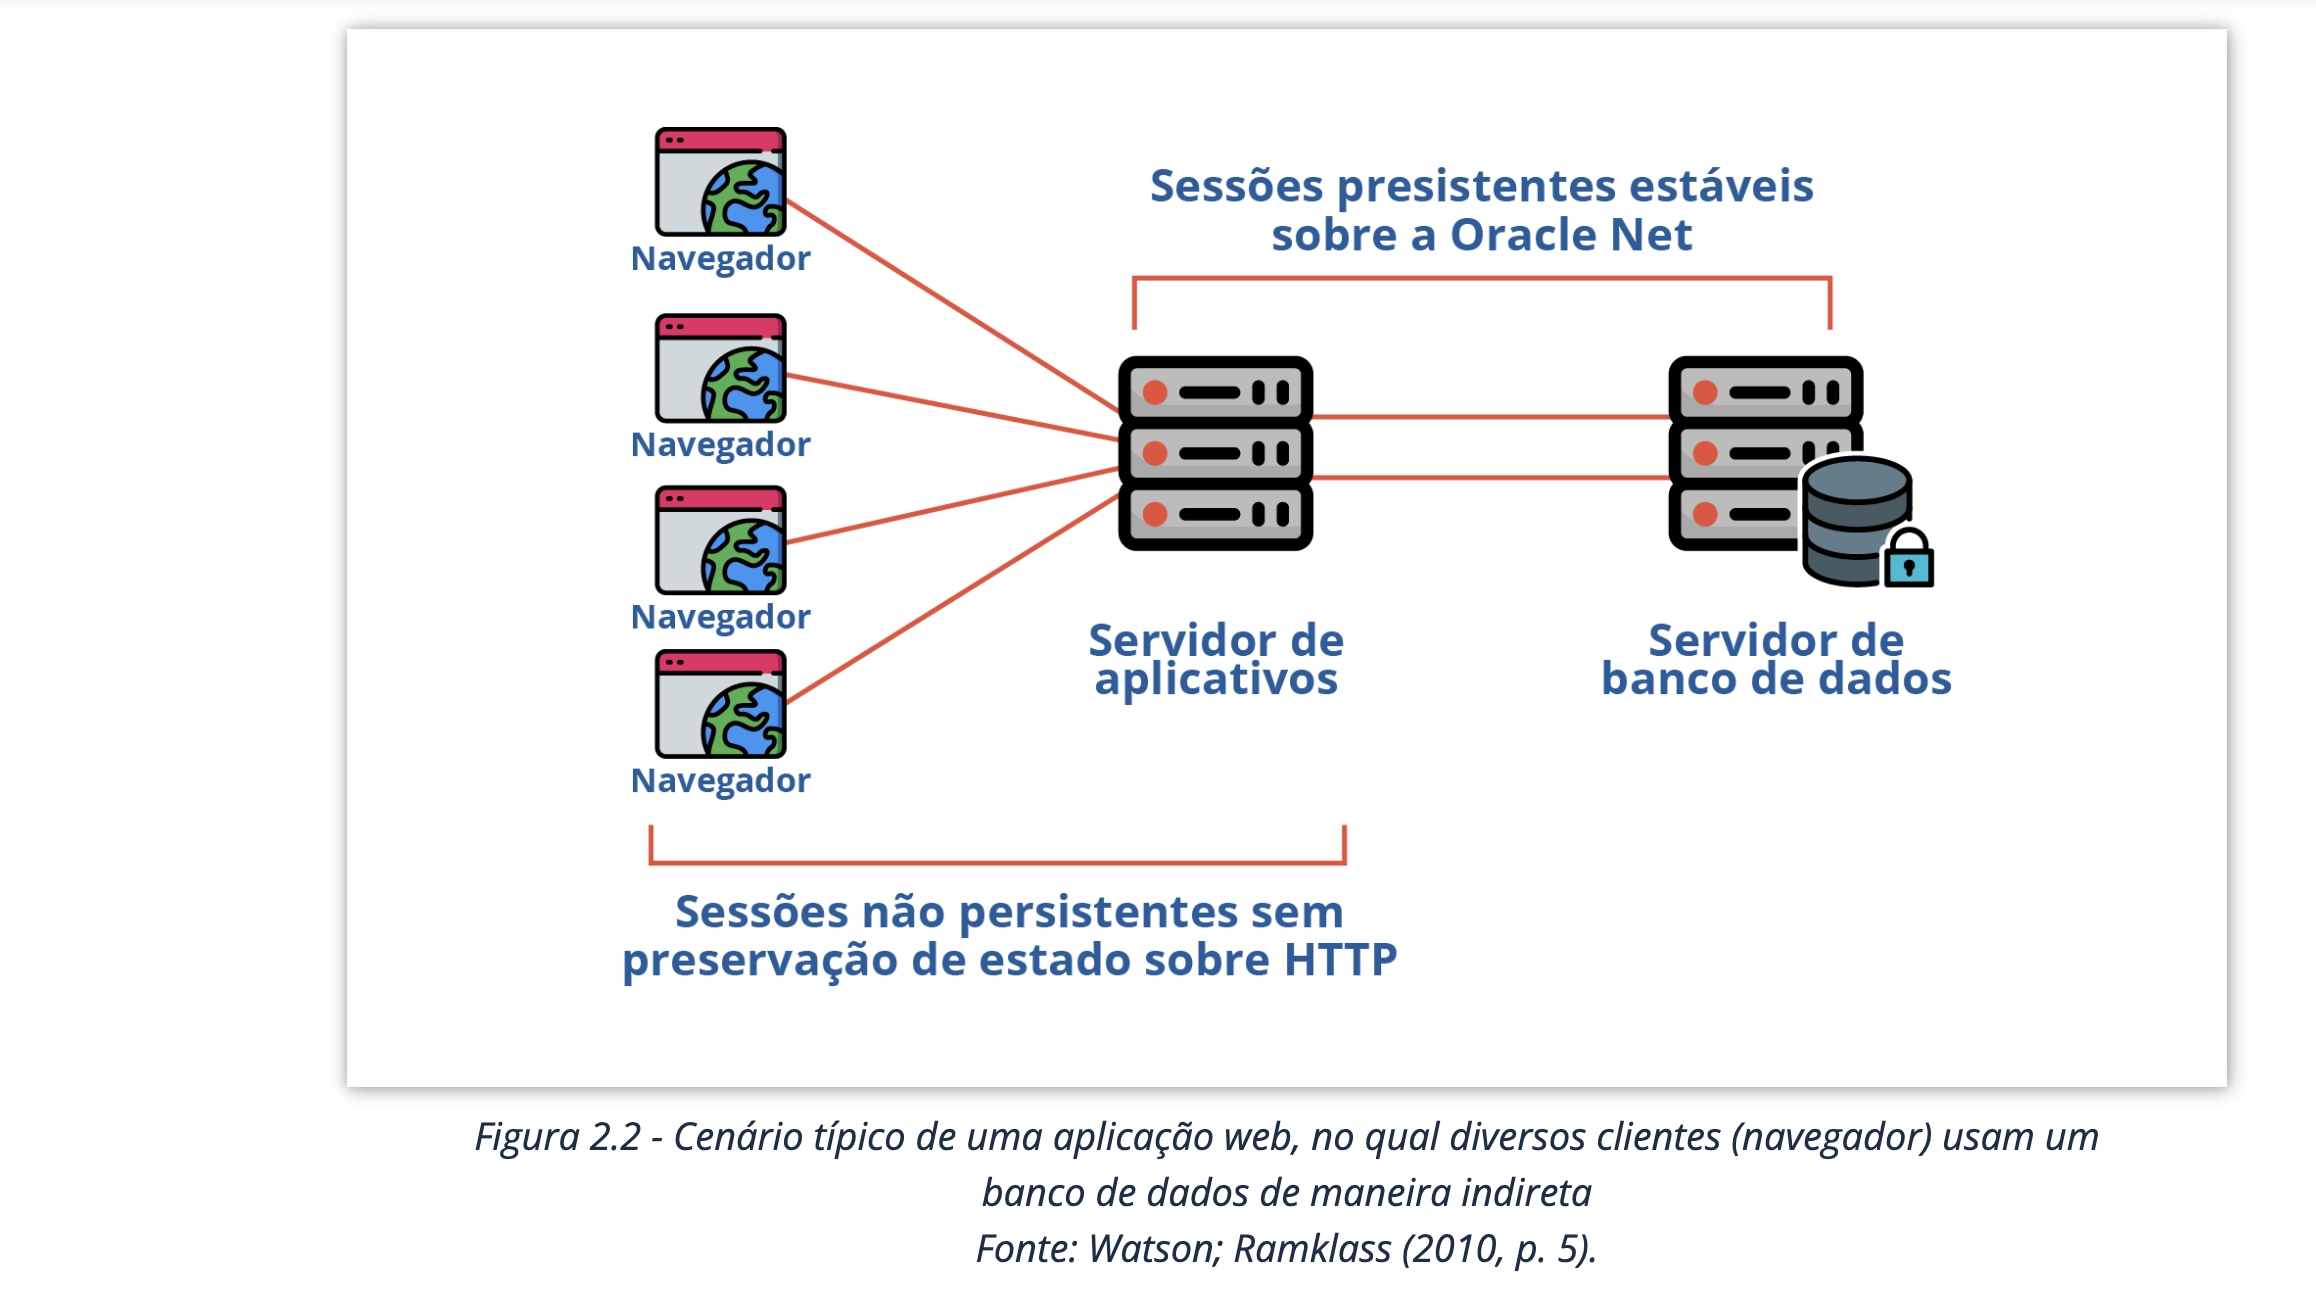 Navegador
Sessões presistentes estáveis
sobre a Oracle Net
Navegador
Navegador
Servidor de
aplicativos
Servidor de
banco de dados
Navegador
Sessões não persistentes sem
preservação de estado sobre HTTP
Figura 2.2 - Cenário típico de uma aplicação web, no qual diversos clientes (navegador) usam um
banco de dados de maneira indireta
Fonte: Watson; Ramklass (2010, p. 5).